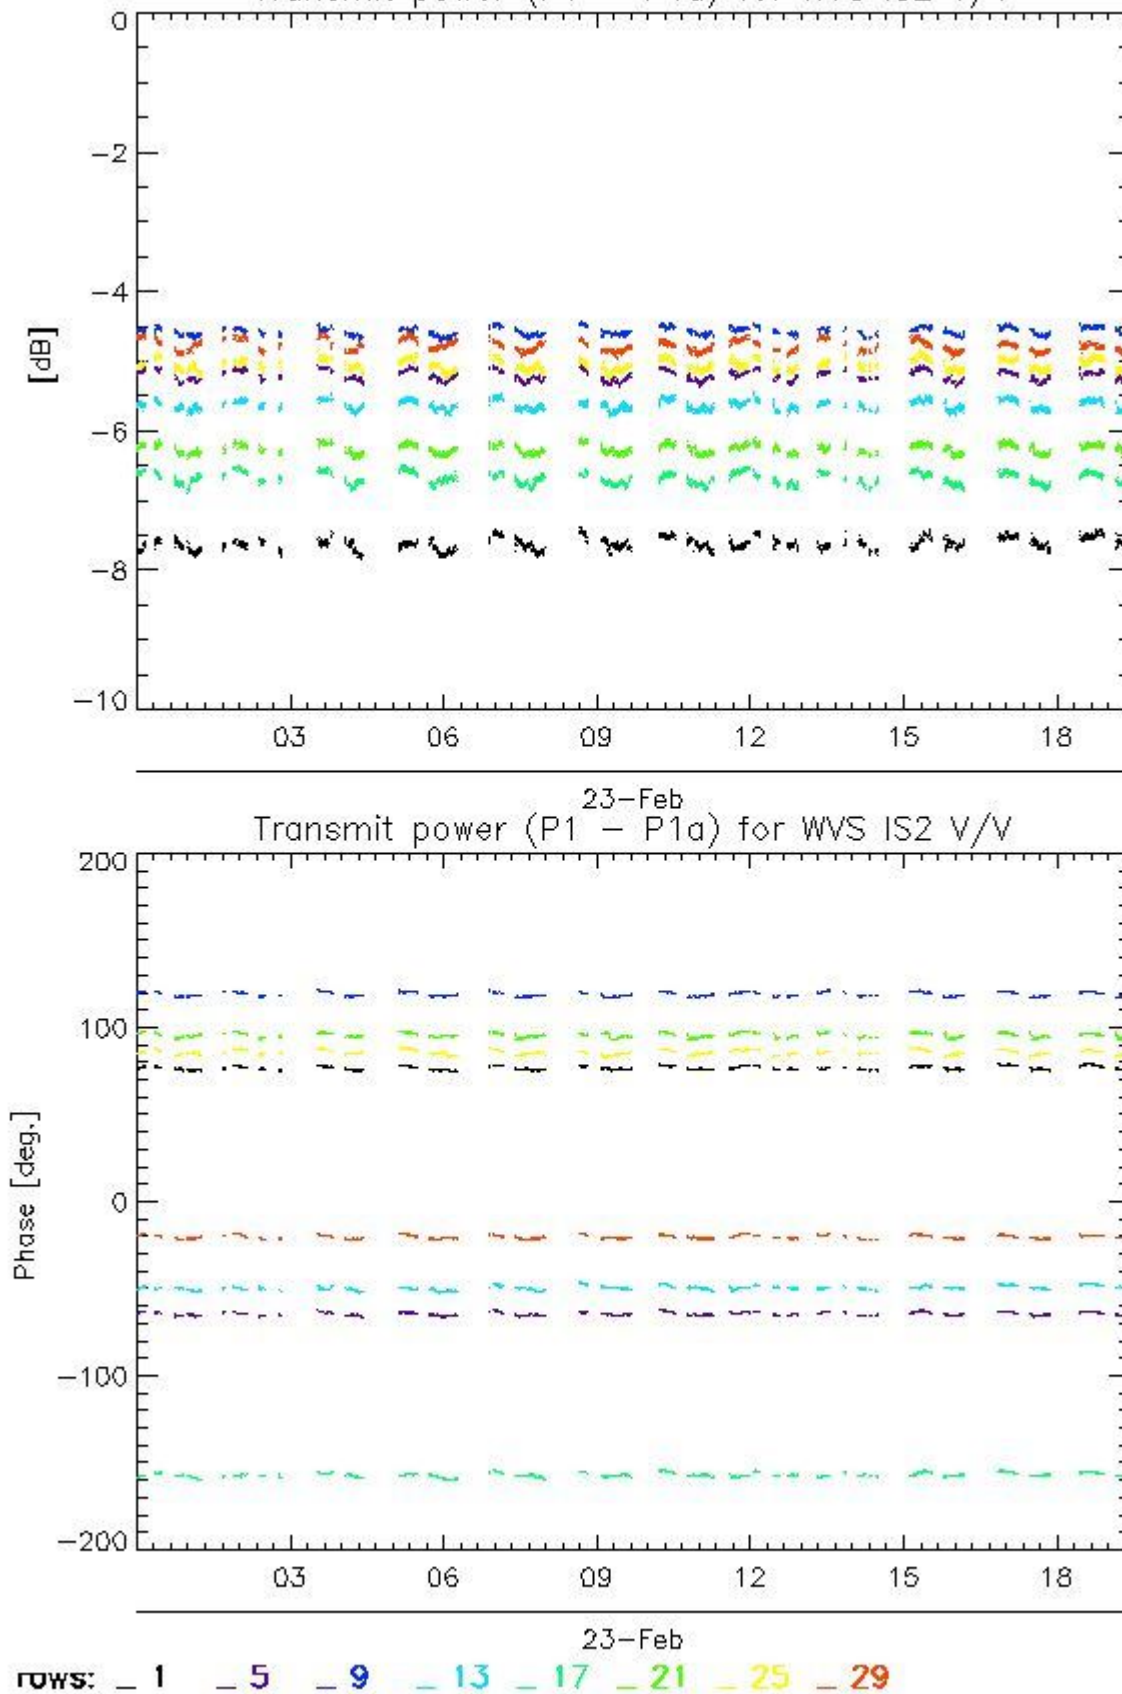 0
-2
-4
[dB]
-6
-8
-10
03 06 09 12 15 18
23-Feb
Transmit power (P1 - P1a) for WVS IS2 V/V
200
100
0
Phase [deg.]
-100
-200
03 06 09 12 15 18
23-Feb
rows: _ 1 _ 5 _ 9 _ 13 _ 17 _ 21 _ 25 _ 29